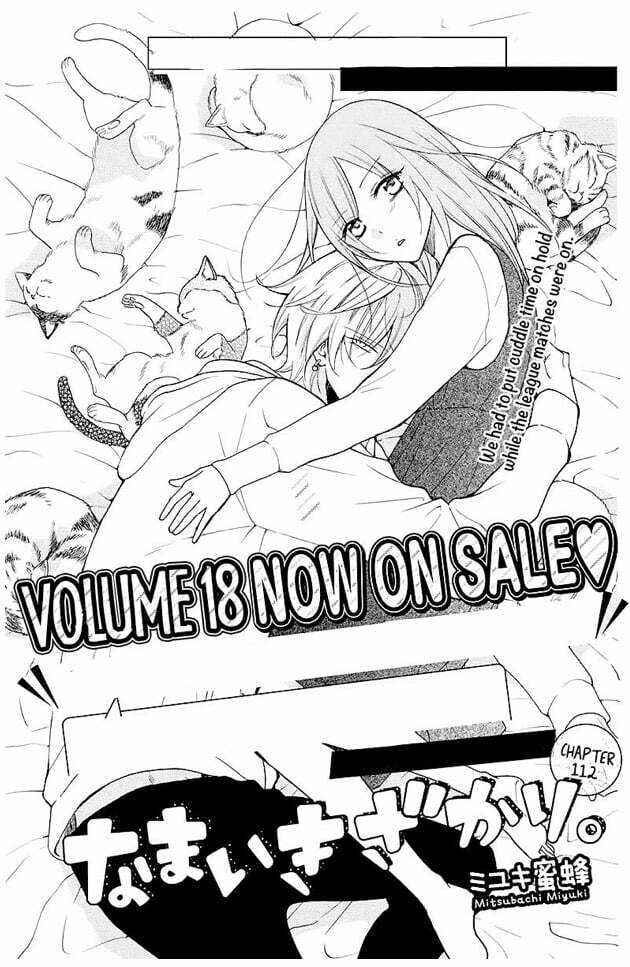 We had to put cuddle time on hold
while the league matches were on.
VOLUME 18 NOW ON SALE♡
CHAPTER
112
なまいきざかり。
ミユキ蜜蜂
Mitsubachi Miyuki